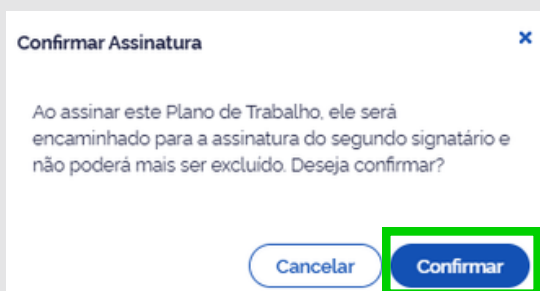 Confirmar Assinatura
Ao assinar este Plano de Trabalho, ele será
encaminhado para a assinatura do segundo signatário e
não poderá mais ser excluído. Deseja confirmar?
Cancelar
Confirmar